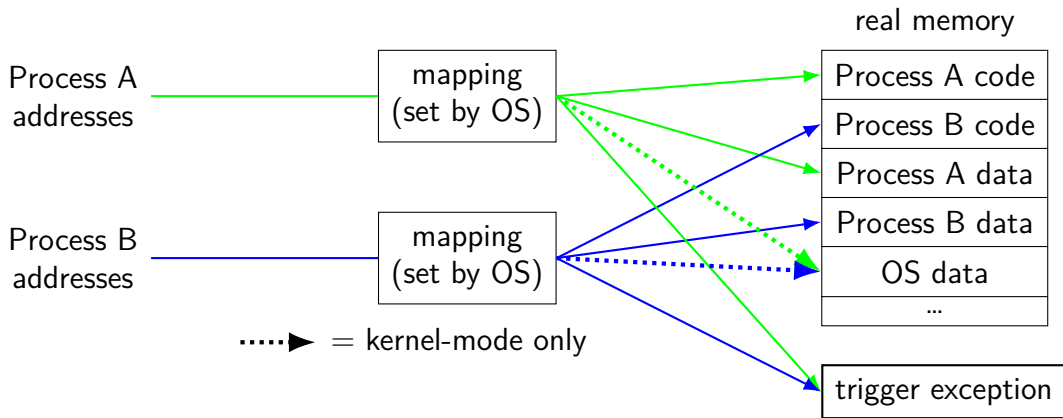 real memory
Process A
addresses
mapping
(set by OS)
Process A code
Process B code
Process A data
Process B data
OS data
...
Process B
addresses
mapping
(set by OS)
= kernel-mode only
trigger exception